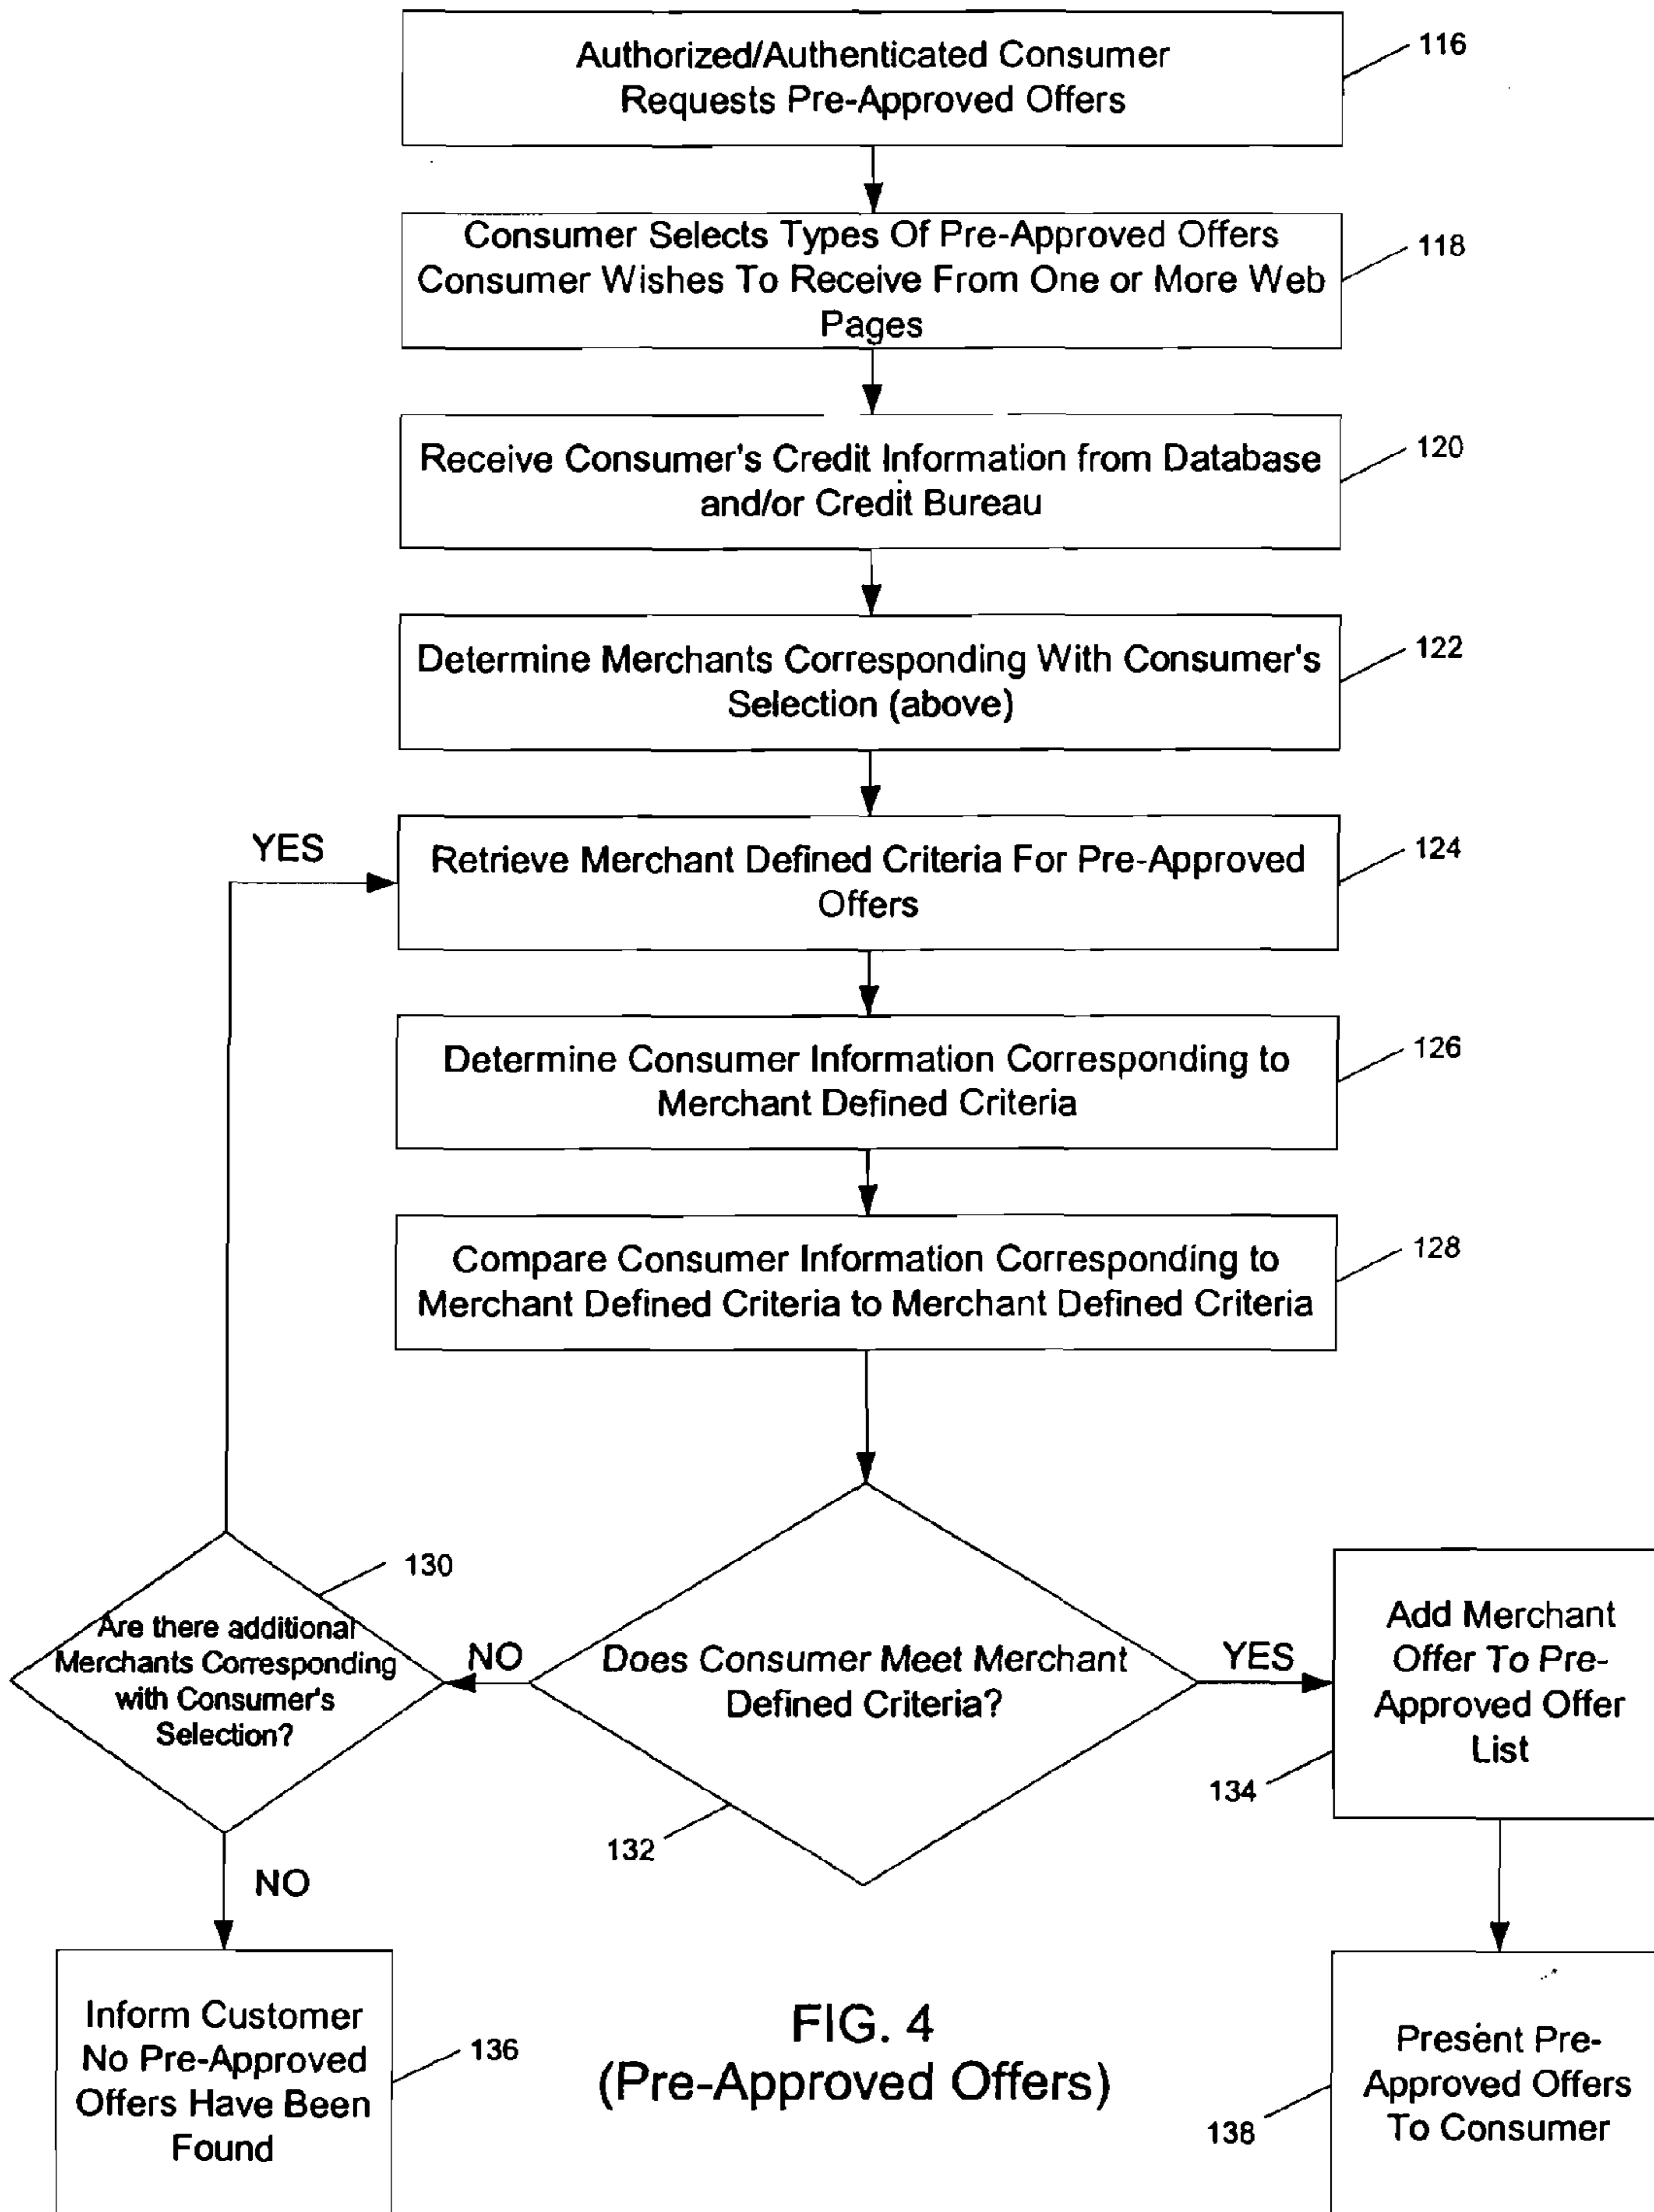 Authorized/Authenticated Consumer
Requests Pre-Approved Offers
116
Consumer Selects Types Of Pre-Approved Offers
Consumer Wishes To Receive From One or More Web
Pages
118
Receive Consumer's Credit Information from Database
and/or Credit Bureau
120
Determine Merchants Corresponding With Consumer's
Selection (above)
122
YES
Retrieve Merchant Defined Criteria For Pre-Approved
Offers
124
Determine Consumer Information Corresponding to
Merchant Defined Criteria
126
Compare Consumer Information Corresponding to
Merchant Defined Criteria to Merchant Defined Criteria
128
130
Are there additional
Merchants Corresponding
with Consumer's
Selection?
NO
Does Consumer Meet Merchant
Defined Criteria?
132
YES
Add Merchant
Offer To Pre-
Approved Offer
List
134
NO
Inform Customer
No Pre-Approved
Offers Have Been
Found
136
FIG. 4
(Pre-Approved Offers)
Present Pre-
Approved Offers
To Consumer
138